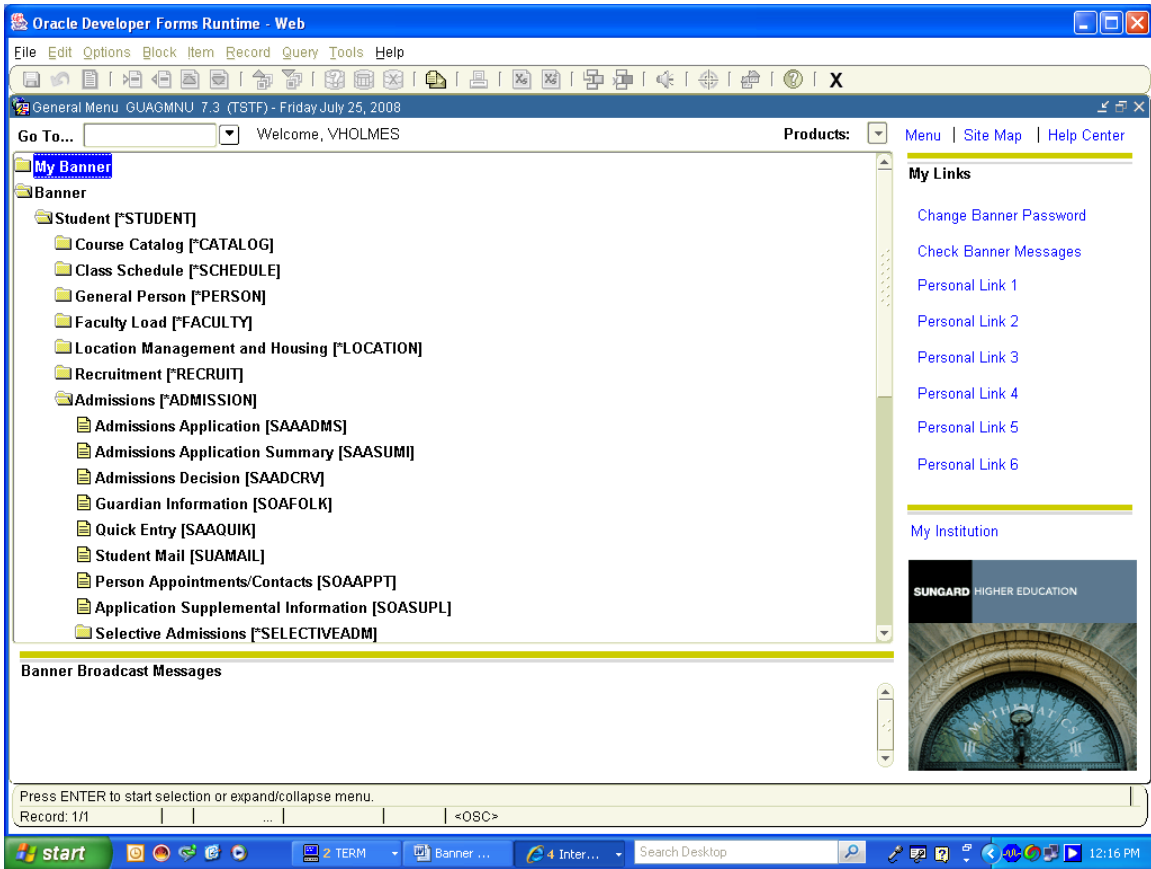 Oracle Developer Forms Runtime - Web
File Edit Options Block Item Record Query Tools Help
X
General Menu GUAGMNU 7.3 (TSTF) - Friday July 25, 2008
Go To... Welcome, VHOLMES Products: Menu | Site Map | Help Center
My Banner
Banner
Student [*STUDENT]
Course Catalog [*CATALOG]
Class Schedule [*SCHEDULE]
General Person [*PERSON]
Faculty Load [*FACULTY]
Location Management and Housing [*LOCATION]
Recruitment [*RECRUIT]
Admissions [*ADMISSION]
Admissions Application [SAAADMS]
Admissions Application Summary [SAASUMI]
Admissions Decision [SAADCRV]
Guardian Information [SOAFOLK]
Quick Entry [SAAQUIK]
Student Mail [SUAMAIL]
Person Appointments/Contacts [SOAAPPT]
Application Supplemental Information [SOASUPL]
Selective Admissions [*SELECTIVEADM]
My Links
Change Banner Password
Check Banner Messages
Personal Link 1
Personal Link 2
Personal Link 3
Personal Link 4
Personal Link 5
Personal Link 6
My Institution
SUNGARD HIGHER EDUCATION
MATHEMATICS
Banner Broadcast Messages
Press ENTER to start selection or expand/collapse menu.
Record: 1/1 ... <OSC>
start 2 TERM Banner ... 4 Inter... Search Desktop 12:16 PM